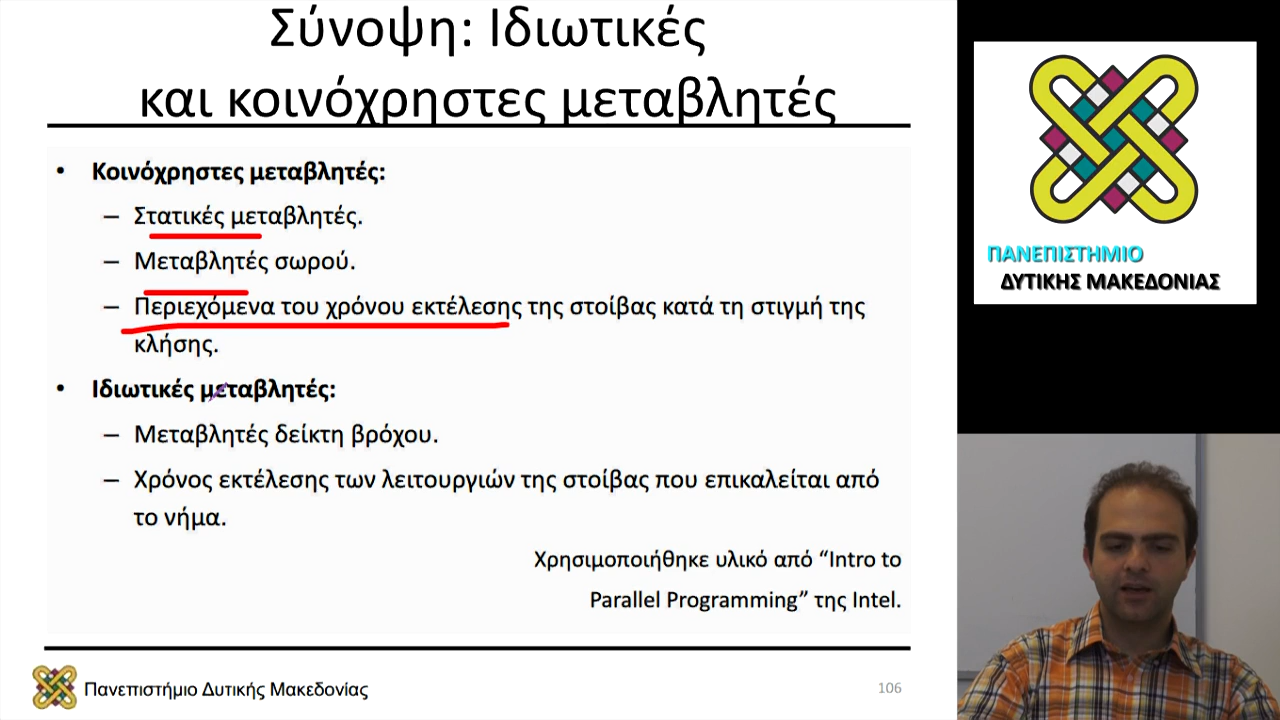 Σύνοψη: Ιδιωτικές
και κοινόχρηστες μεταβλητές
• Κοινόχρηστες μεταβλητές:
– Στατικές μεταβλητές.
– Μεταβλητές σωρού.
– Περιεχόμενα του χρόνου εκτέλεσης της στοίβας κατά τη στιγμή της
κλήσης.
• Ιδιωτικές μεταβλητές:
– Μεταβλητές δείκτη βρόχου.
– Χρόνος εκτέλεσης των λειτουργιών της στοίβας που επικαλείται από
το νήμα.
Χρησιμοποιήθηκε υλικό από “Intro to
Parallel Programming” της Intel.
Πανεπιστήμιο Δυτικής Μακεδονίας
106
ΠΑΝΕΠΙΣΤΗΜΙΟ
ΔΥΤΙΚΗΣ ΜΑΚΕΔΟΝΙΑΣ